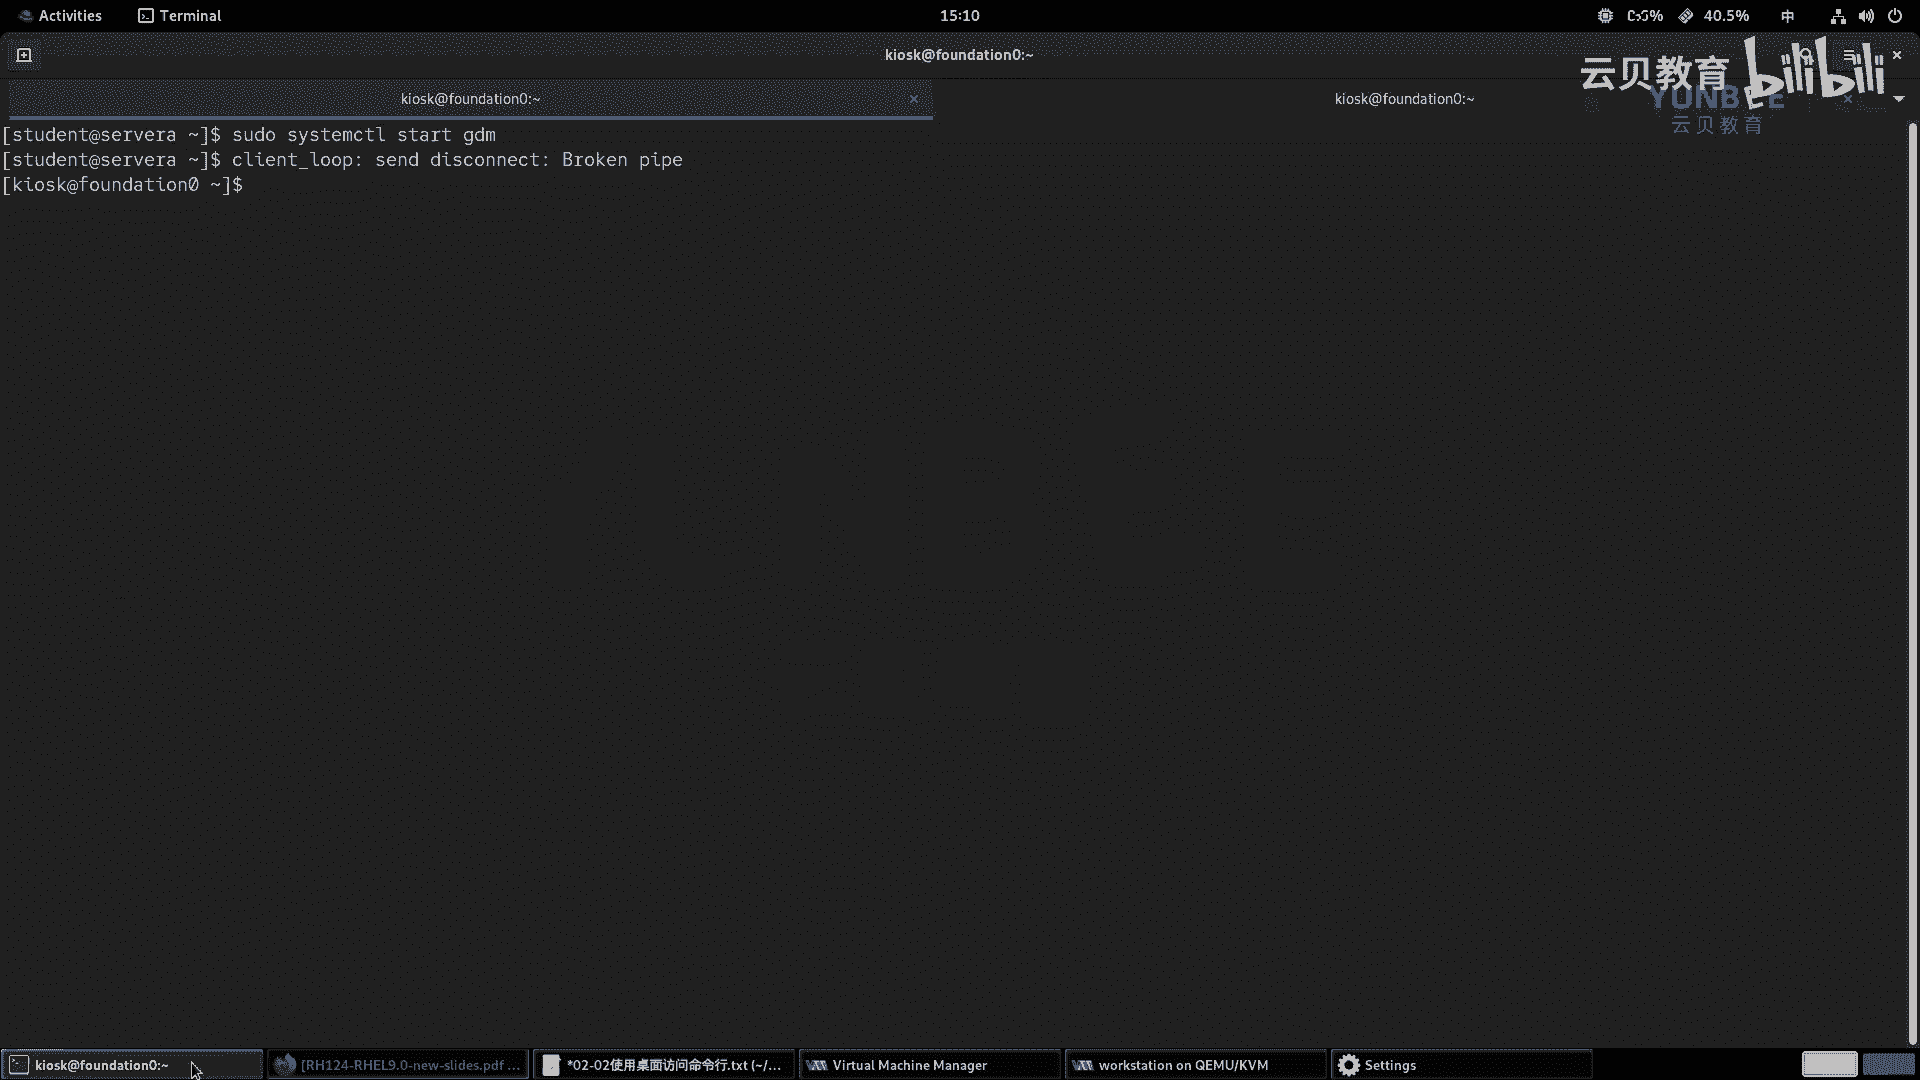 Activities Terminal 15:10 40.5% 中
kiosk@foundation0:~
云贝教育 bilibili
kiosk@foundation0:~ kiosk@foundation0:~
云贝教育
[student@servera ~]$ sudo systemctl start gdm
[student@servera ~]$ client_loop: send disconnect: Broken pipe
[kiosk@foundation0 ~]$
kiosk@foundation0:~ [RH124-RHEL9.0-new-slides.pdf ... *02-02使用桌面访问命令行.txt (~/... Virtual Machine Manager workstation on QEMU/KVM Settings